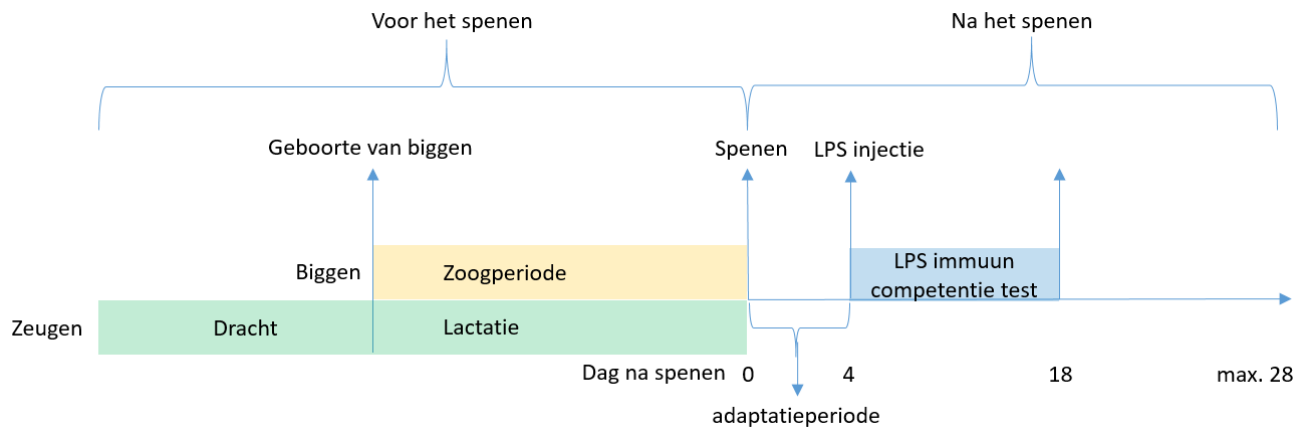 Voor het spenen
Na het spenen
Geboorte van biggen
Spenen
LPS injectie
Biggen
Zoogperiode
LPS immuun
competentie test
Zeugen
Dracht
Lactatie
Dag na spenen 0 4 18 max. 28
adaptatieperiode